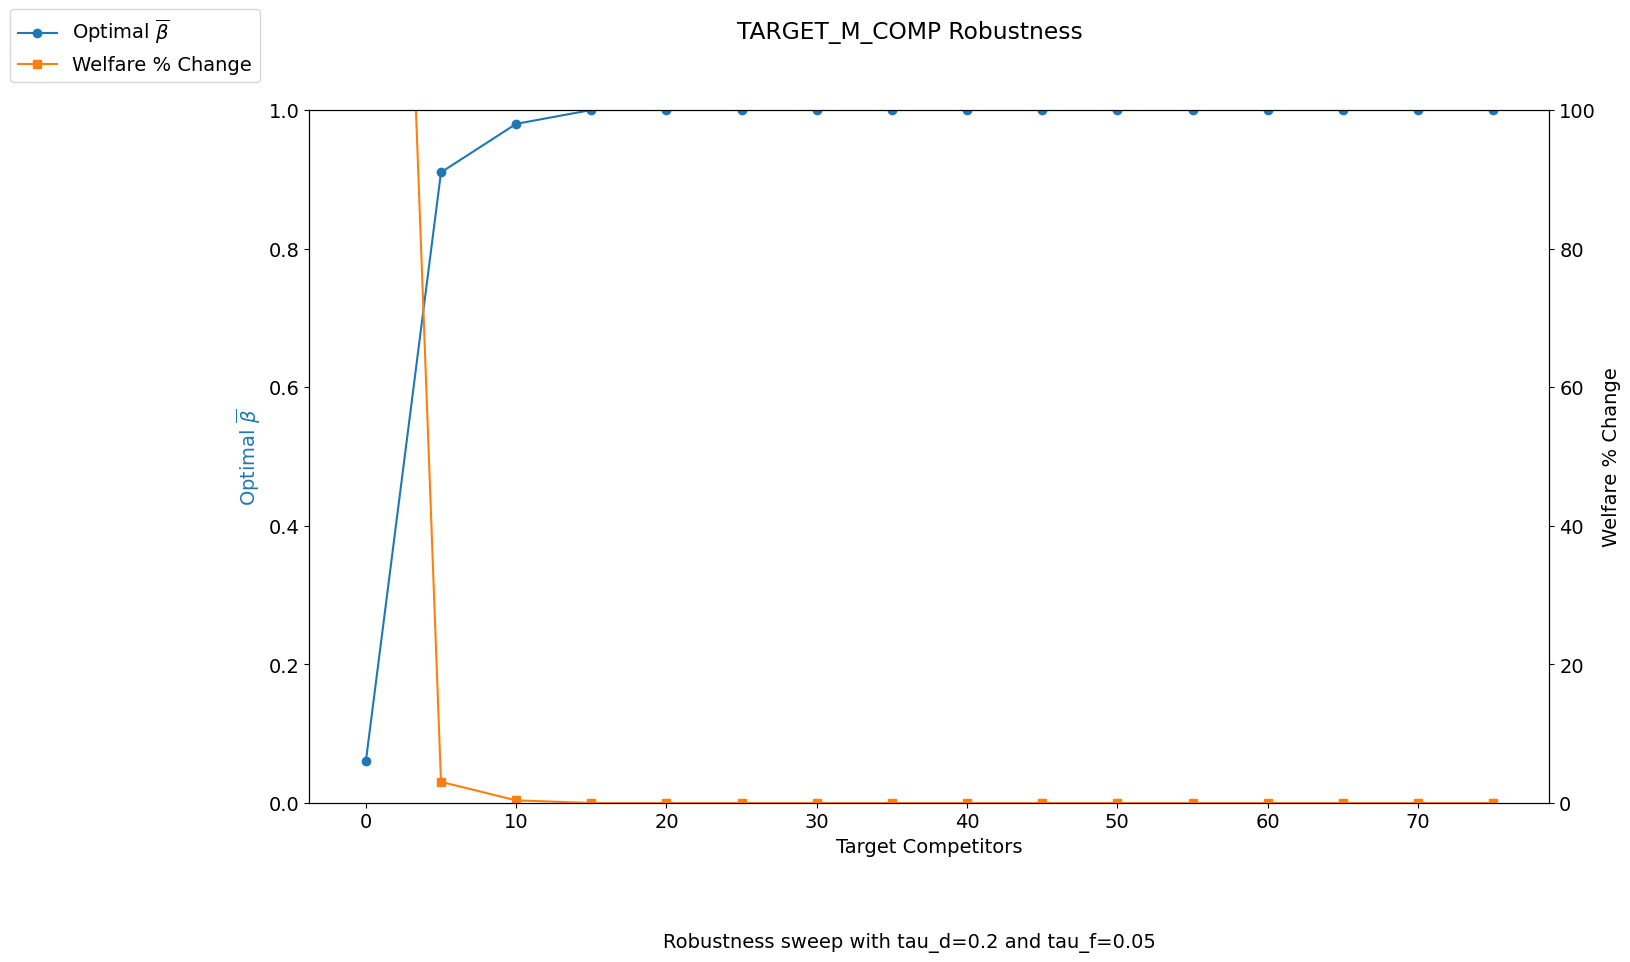 Optimal β̅
Welfare % Change
TARGET_M_COMP Robustness
1.0
0.8
0.6
0.4
0.2
0.0
Optimal β̅
100
80
60
40
20
0
Welfare % Change
0 10 20 30 40 50 60 70
Target Competitors
Robustness sweep with tau_d=0.2 and tau_f=0.05